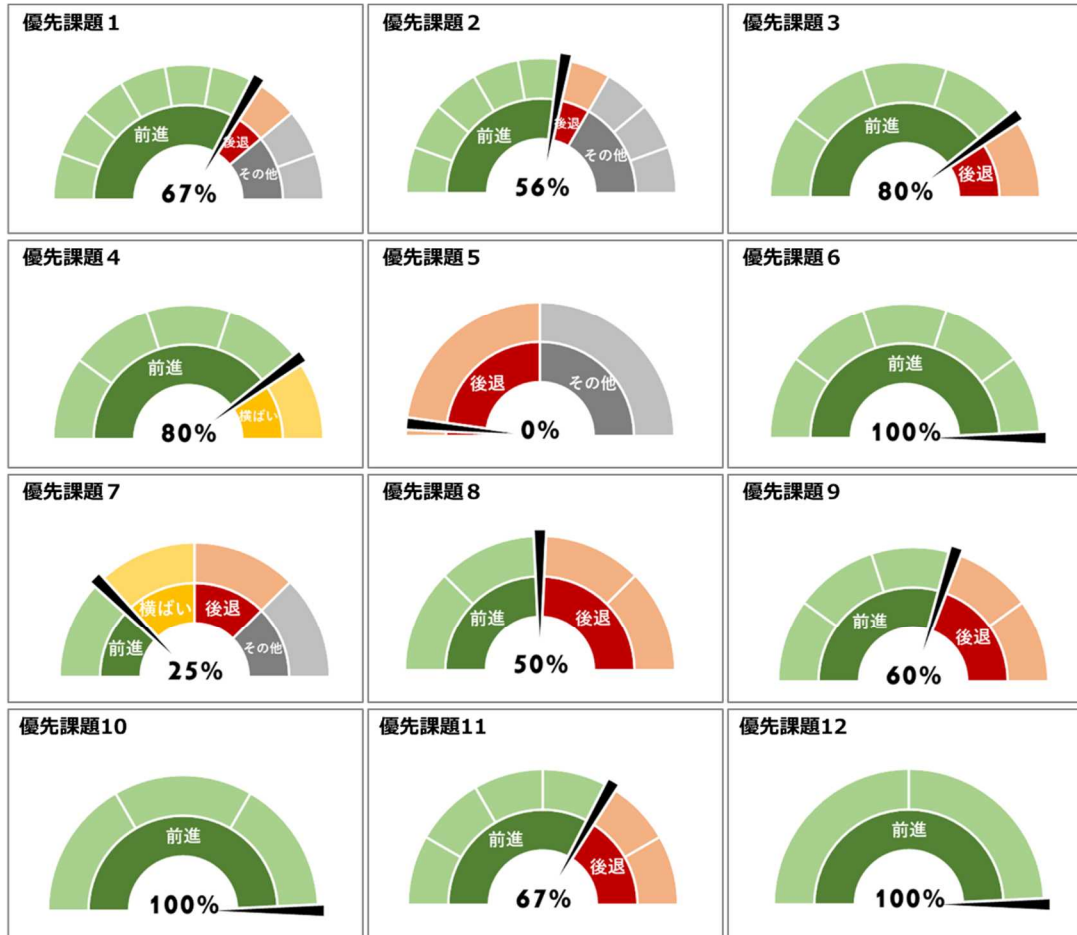 優先課題1
前進
後退
その他
67%
優先課題2
前進
後退
その他
56%
優先課題3
前進
後退
80%
優先課題4
前進
横ばい
80%
優先課題5
後退
その他
0%
優先課題6
前進
100%
優先課題7
横ばい
後退
前進
その他
25%
優先課題8
前進
後退
50%
優先課題9
前進
後退
60%
優先課題10
前進
100%
優先課題11
前進
後退
67%
優先課題12
前進
100%